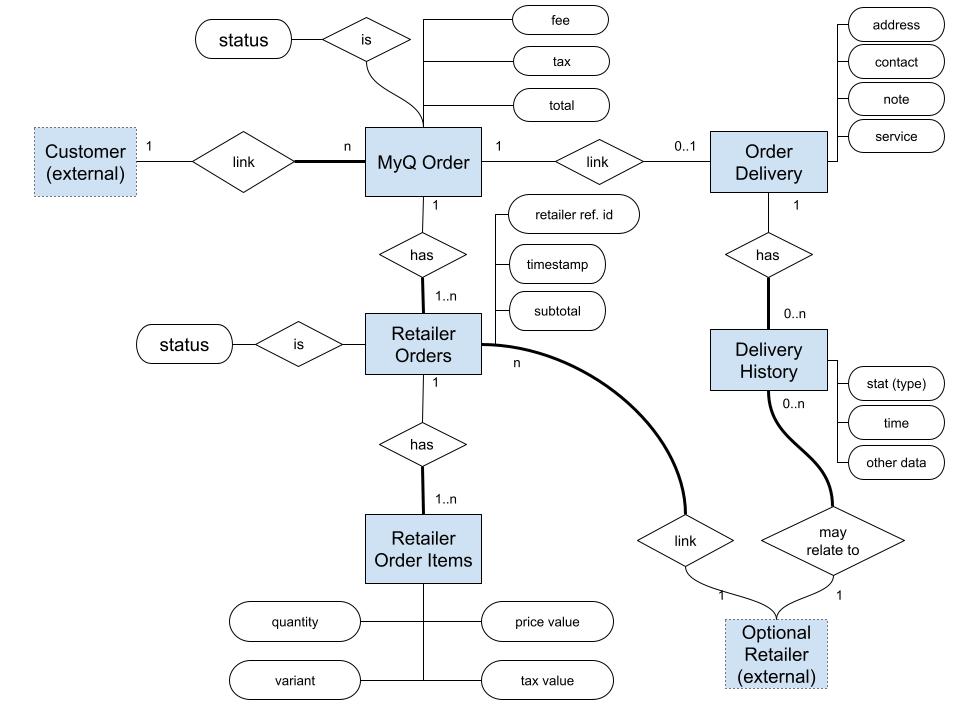 fee
address
status
is
tax
contact
total
note
service
Customer
(external)
1
link
n
MyQ Order
1
link
0..1
Order
Delivery
1
1
retailer ref. id
has
has
timestamp
1..n
subtotal
0..n
status
is
Retailer
Orders
n
Delivery
History
1
stat (type)
0..n
time
has
other data
1..n
Retailer
Order Items
link
may
relate to
1
1
quantity
price value
Optional
Retailer
(external)
variant
tax value